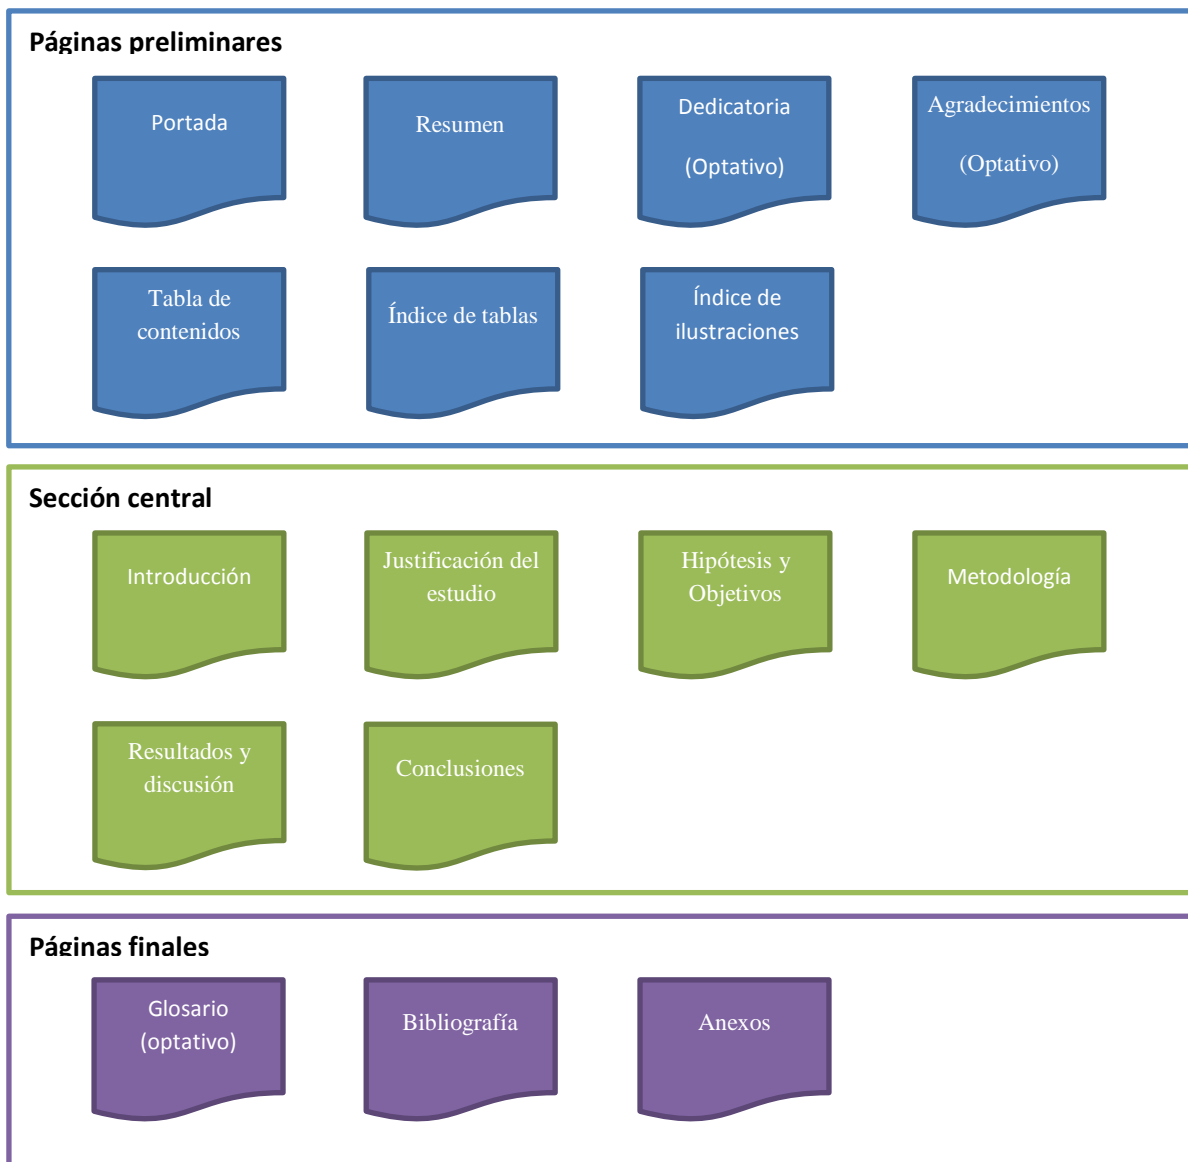 Páginas preliminares
Portada
Resumen
Dedicatoria
(Optativo)
Agradecimientos
(Optativo)
Tabla de
contenidos
Índice de tablas
Índice de
ilustraciones
Sección central
Introducción
Justificación del
estudio
Hipótesis y
Objetivos
Metodología
Resultados y
discusión
Conclusiones
Páginas finales
Glosario
(optativo)
Bibliografía
Anexos